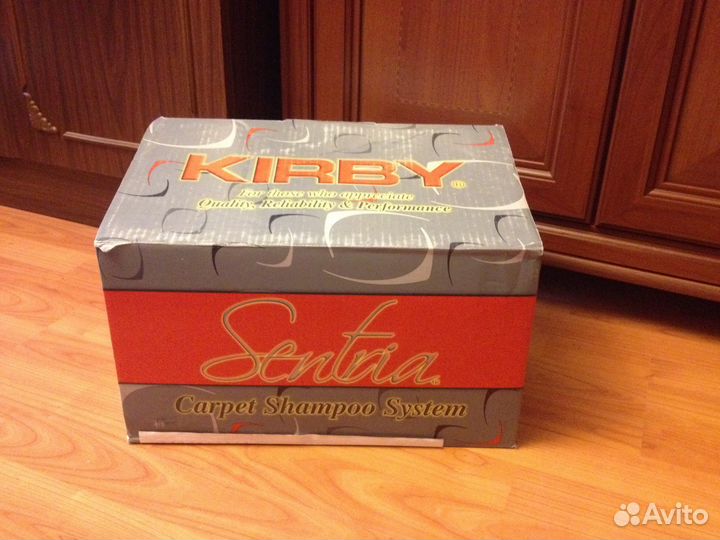 KIRBY®
For those who appreciate
Quality, Reliability & Performance
Sentria®
Carpet Shampoo System
Avito